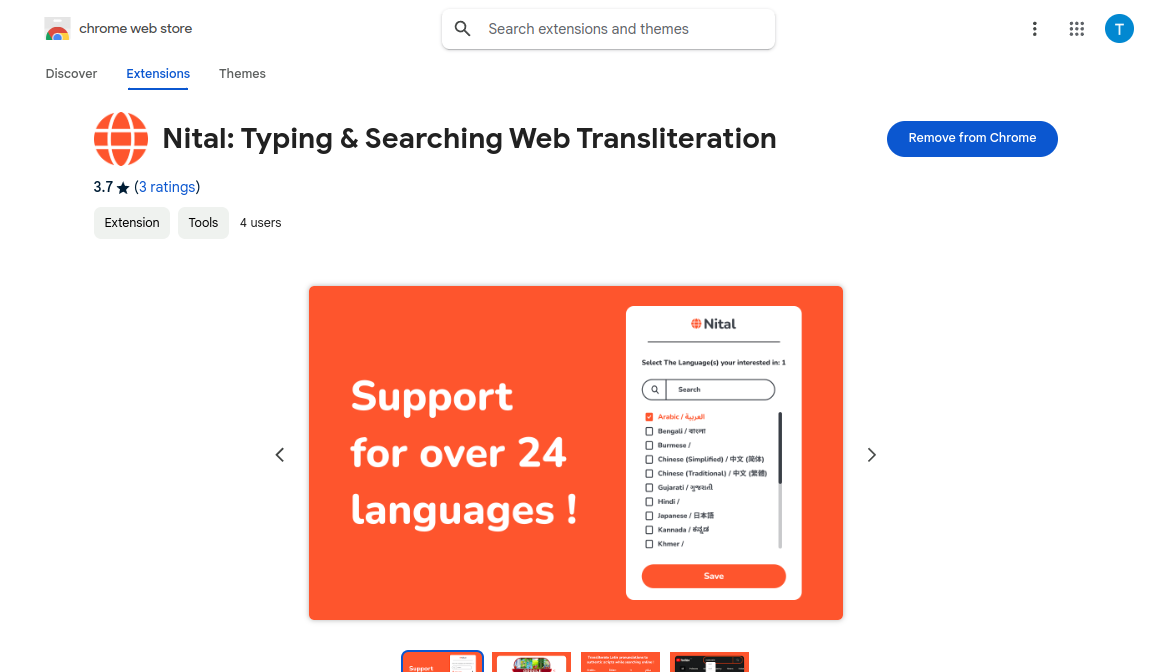 chrome web store
Search extensions and themes
T
Discover
Extensions
Themes
Nital: Typing & Searching Web Transliteration
Remove from Chrome
3.7 ★ (3 ratings)
Extension
Tools
4 users
Support
for over 24
languages !
Nital
Select The Language(s) your interested in: 1
Search
Arabic / العربية
Bengali / বাংলা
Burmese /
Chinese (Simplified) / 中文 (简体)
Chinese (Traditional) / 中文 (繁體)
Gujarati / ગુજરાતી
Hindi /
Japanese / 日本語
Kannada / ಕನ್ನಡ
Khmer /
Save
Support